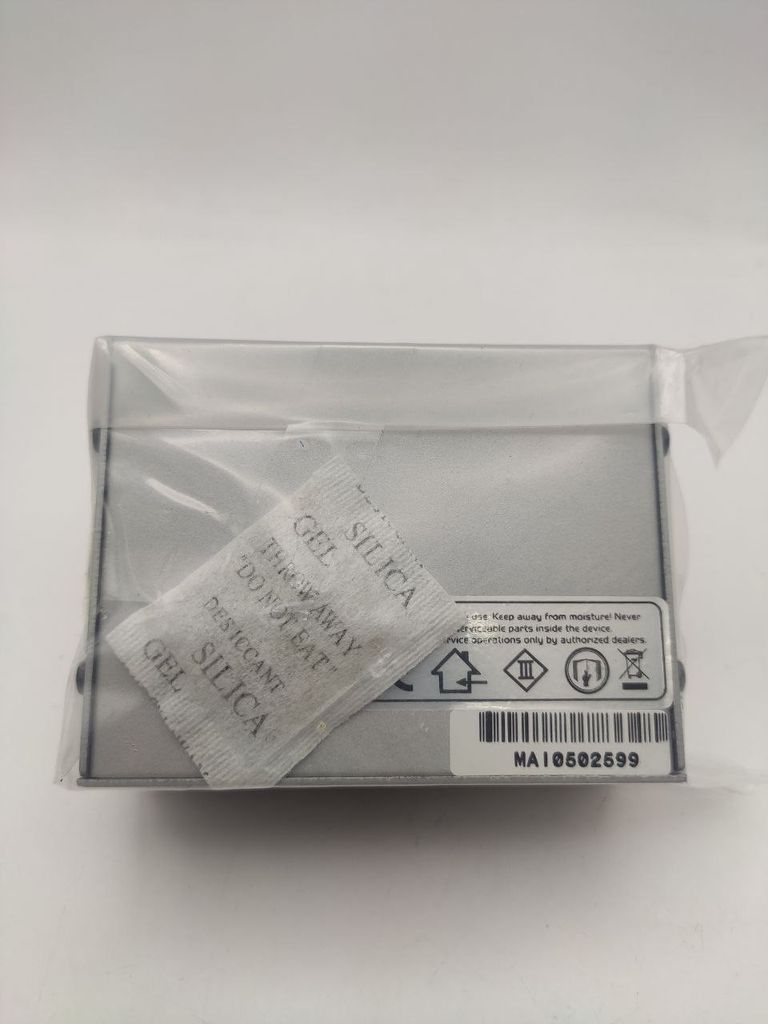 SILICA
GEL
THROW AWAY
"DO NOT EAT"
DESICCANT
SILICA
GEL
use. Keep away from moisture! Never
serviceable parts inside the device.
service operations only by authorized dealers.
III
MAI0502599